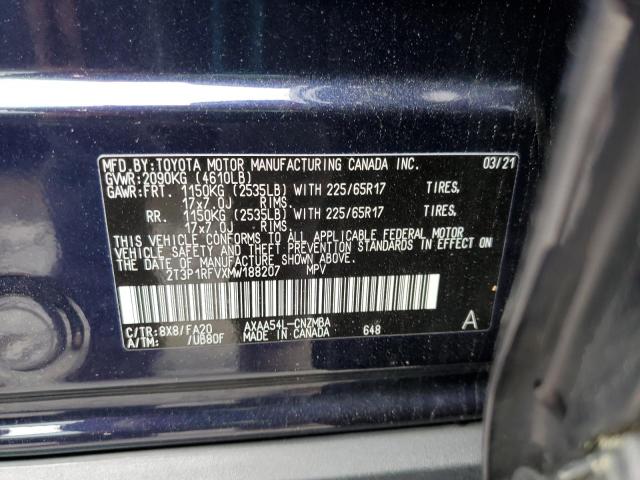 MFD.BY:TOYOTA MOTOR MANUFACTURING CANADA INC. 03/21
GVWR:2090KG (4610LB)
GAWR:FRT. 1150KG (2535LB) WITH 225/65R17 TIRES,
17x7.0J RIMS.
RR. 1150KG (2535LB) WITH 225/65R17 TIRES,
17x7.0J RIMS.
THIS VEHICLE CONFORMS TO ALL APPLICABLE FEDERAL MOTOR
VEHICLE SAFETY AND THEFT PREVENTION STANDARDS IN EFFECT ON
THE DATE OF MANUFACTURE SHOWN ABOVE.
2T3P1RFVXMW188207 MPV
C/TR:8X8/FA20 AXAA54L-CNZMBA 648 A
A/TM: /UB80F MADE IN CANADA